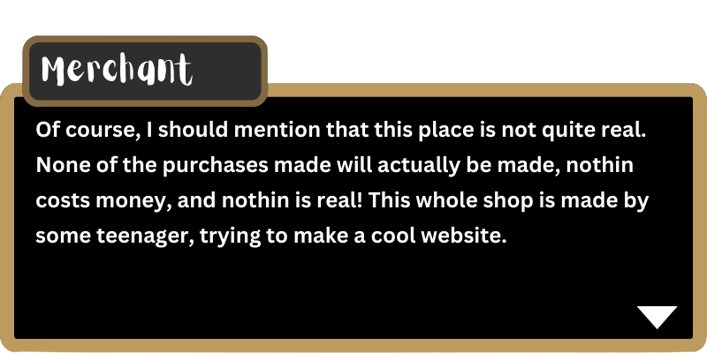 Merchant
Of course, I should mention that this place is not quite real.
None of the purchases made will actually be made, nothin
costs money, and nothin is real! This whole shop is made by
some teenager, trying to make a cool website.